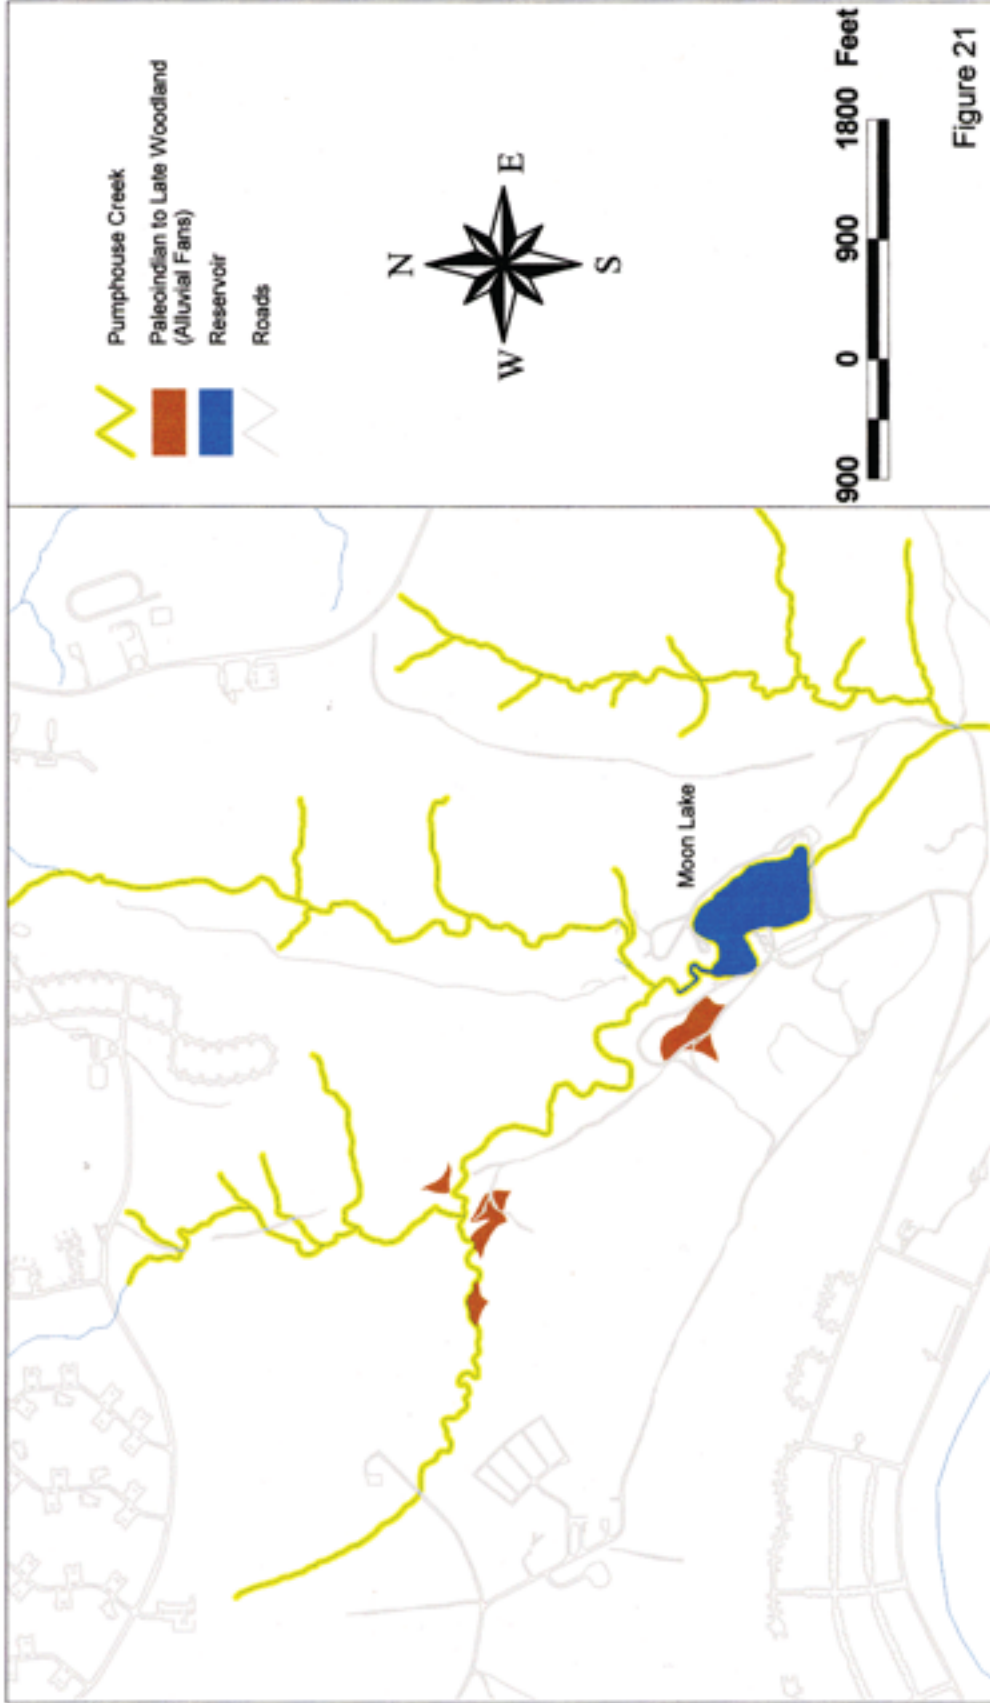 Pumphouse Creek
Paleoindian to Late Woodland
(Alluvial Fans)
Reservoir
Roads
N
W
E
S
900 0 900 1800 Feet
Figure 21
Moon Lake